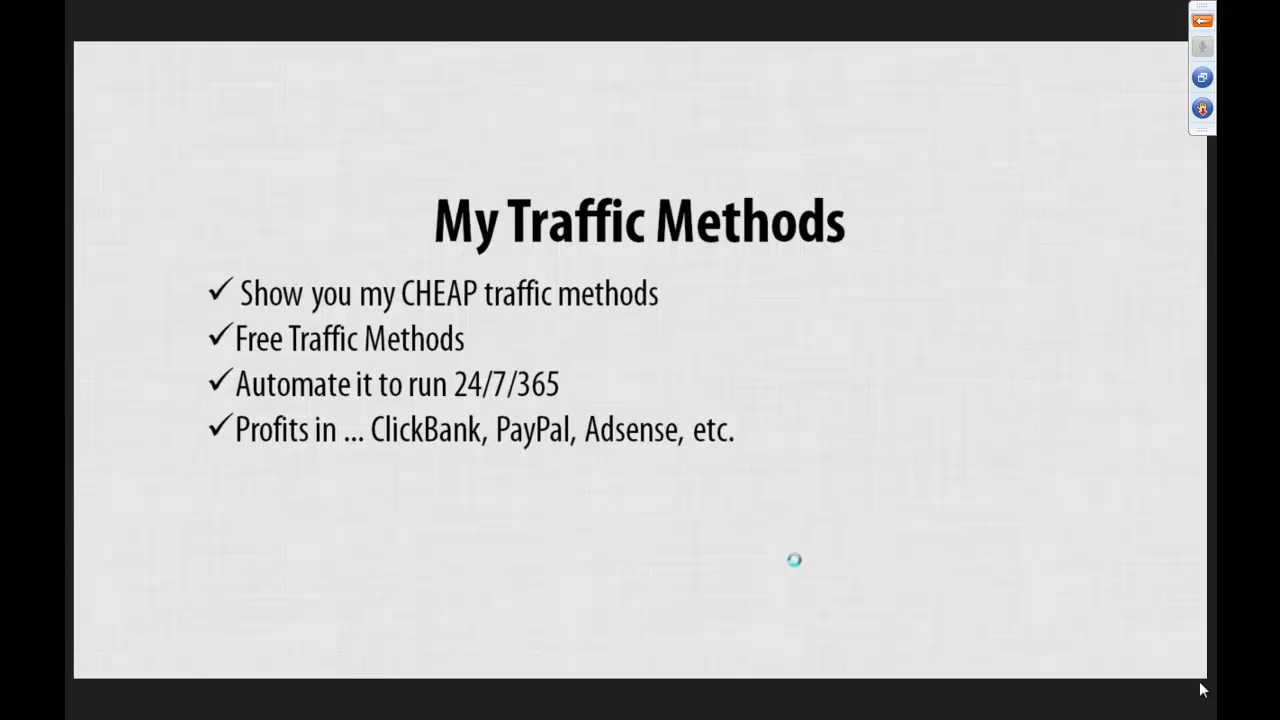 My Traffic Methods
✓ Show you my CHEAP traffic methods
✓Free Traffic Methods
✓Automate it to run 24/7/365
✓Profits in ... ClickBank, PayPal, Adsense, etc.